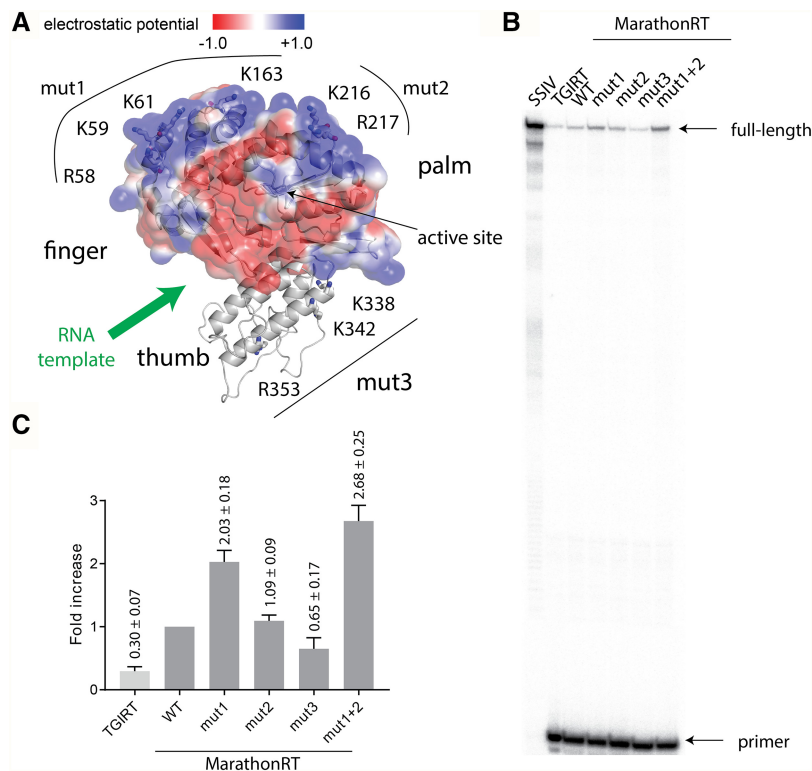 A
electrostatic potential
-1.0 +1.0
mut1
K163
mut2
K61
K216
K59
R217
R58
palm
active site
finger
RNA
template
thumb
K338
K342
R353
mut3
B
MarathonRT
SSIV
TGIRT
WT
mut1
mut2
mut3
mut1+2
full-length
primer
C
Fold increase
3
2
1
0
0.30 ± 0.07
2.03 ± 0.18
1.09 ± 0.09
0.65 ± 0.17
2.68 ± 0.25
TGIRT
WT
mut1
mut2
mut3
mut1+2
MarathonRT